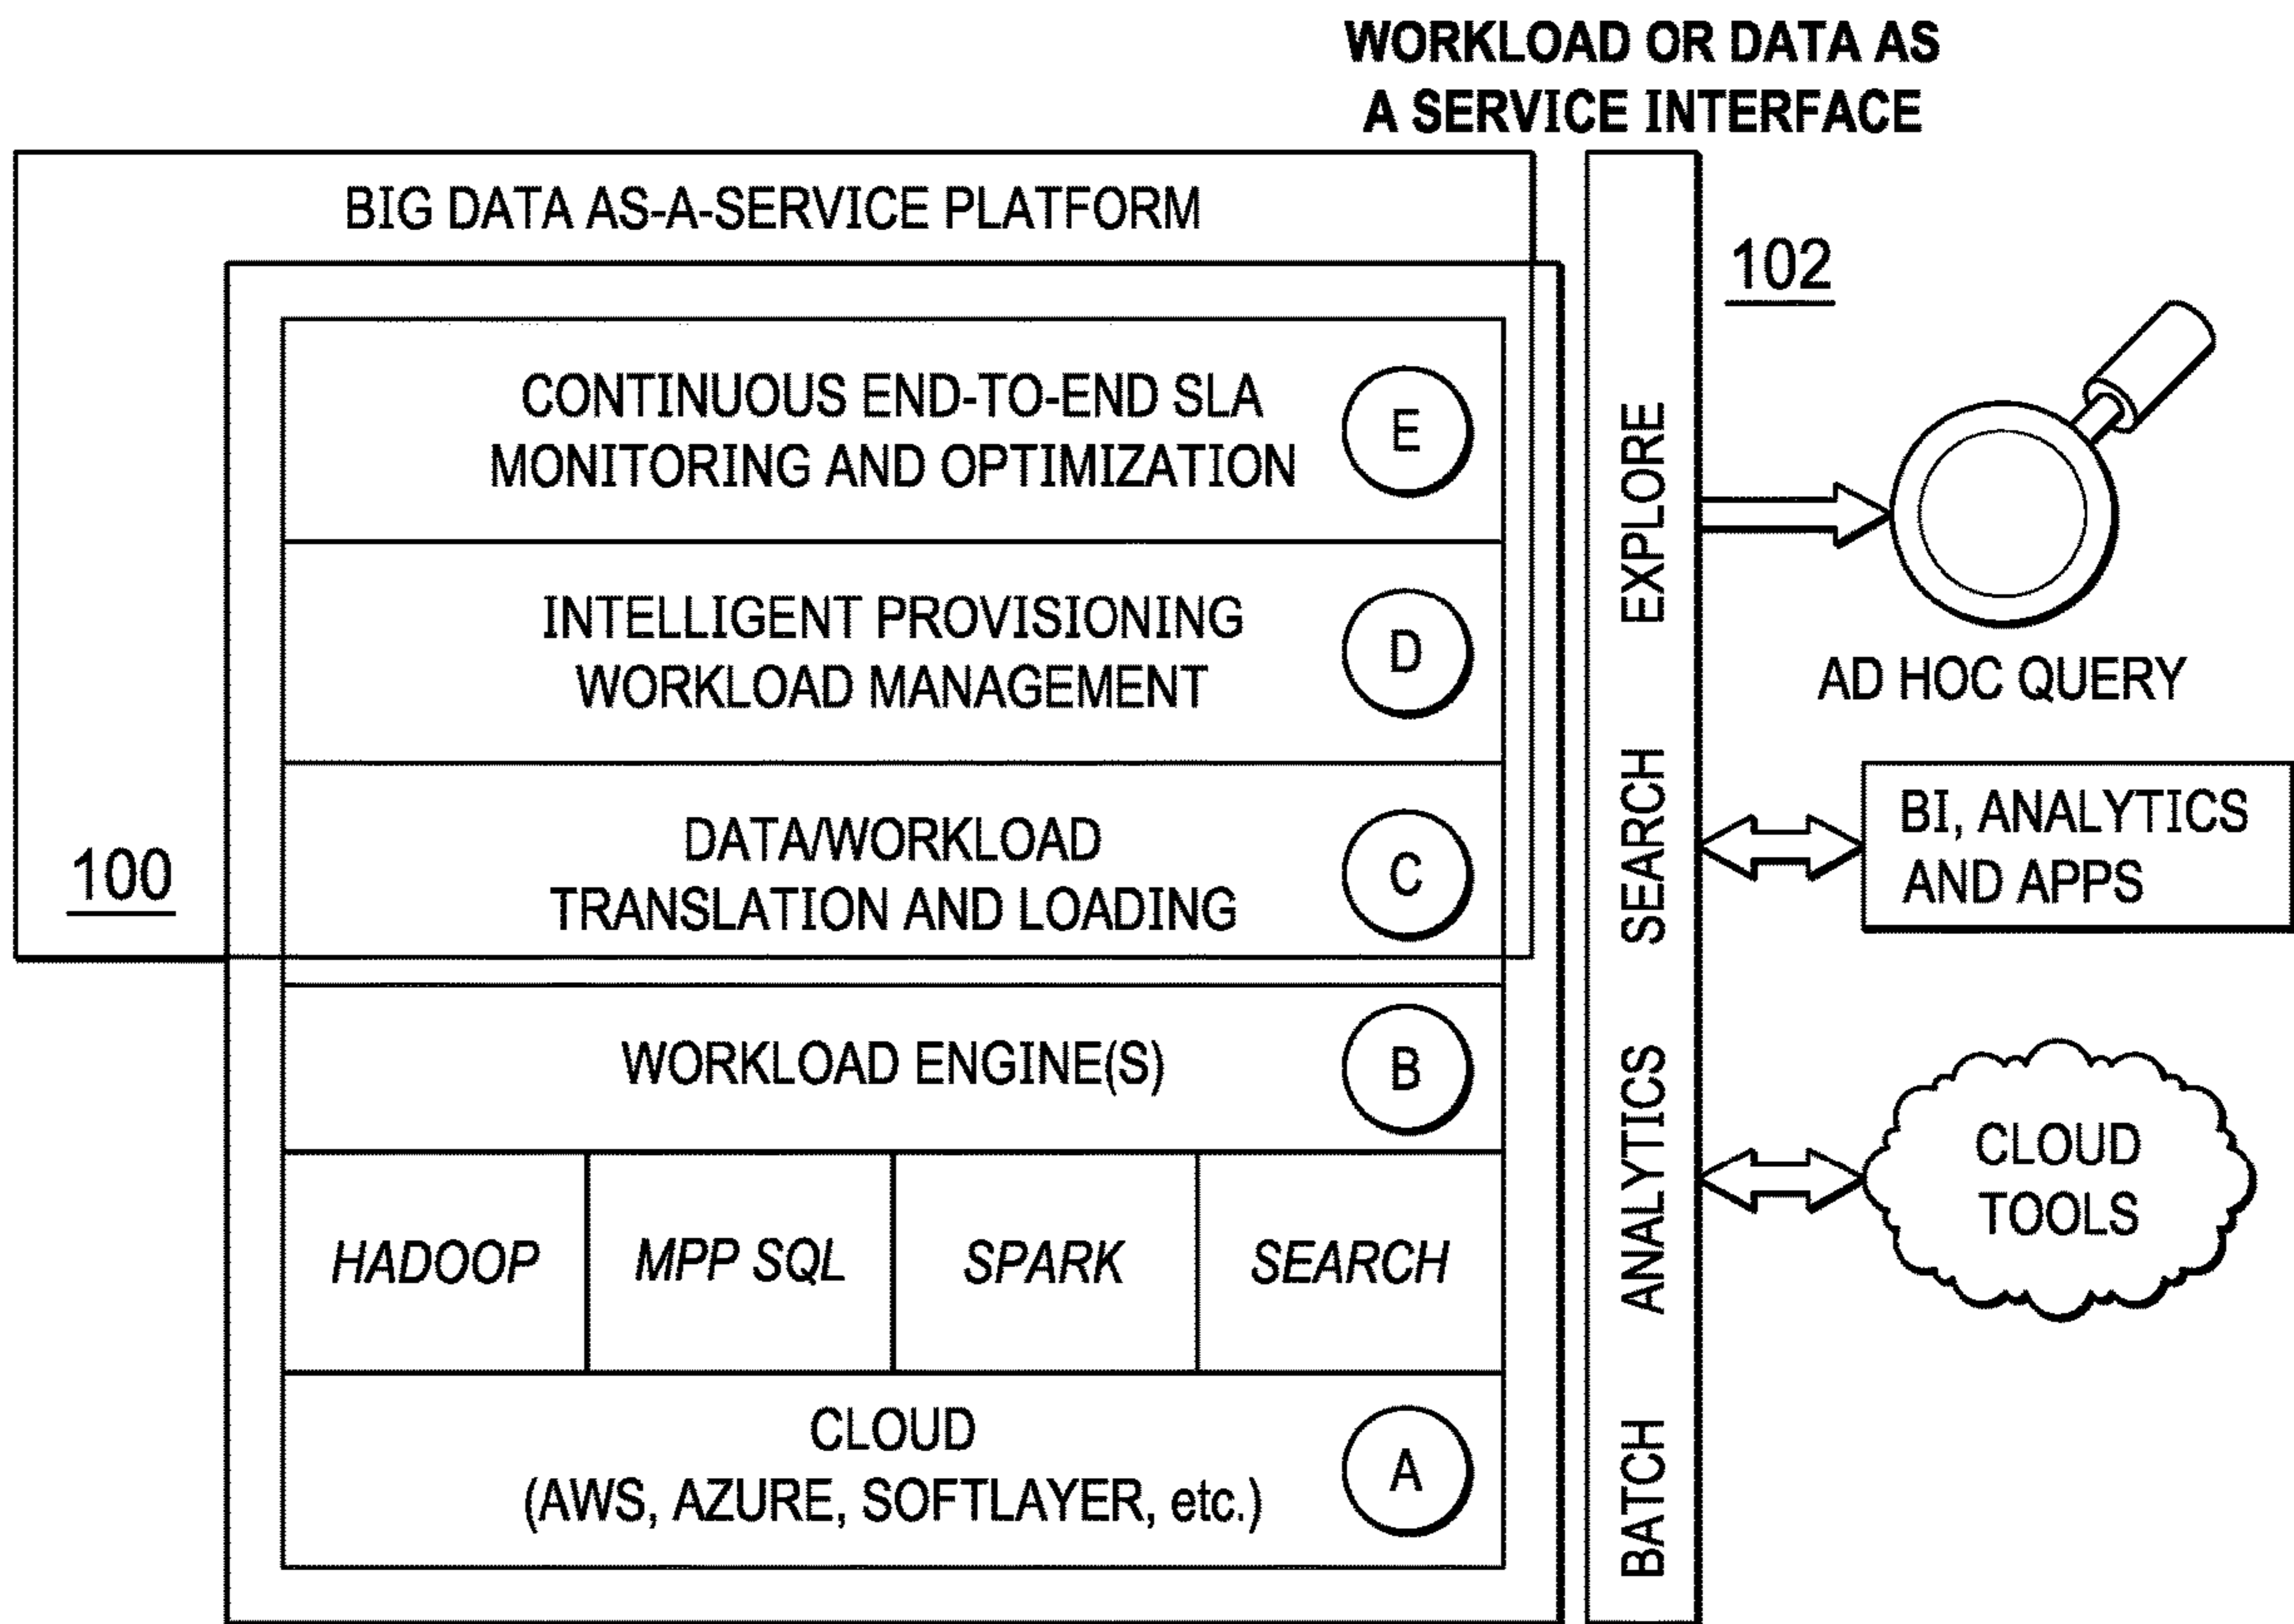 WORKLOAD OR DATA AS
A SERVICE INTERFACE
BIG DATA AS-A-SERVICE PLATFORM
102
CONTINUOUS END-TO-END SLA
MONITORING AND OPTIMIZATION
E
INTELLIGENT PROVISIONING
WORKLOAD MANAGEMENT
D
DATA/WORKLOAD
TRANSLATION AND LOADING
C
100
WORKLOAD ENGINE(S)
B
HADOOP
MPP SQL
SPARK
SEARCH
CLOUD
(AWS, AZURE, SOFTLAYER, etc.)
A
BATCH ANALYTICS SEARCH EXPLORE
AD HOC QUERY
BI, ANALYTICS
AND APPS
CLOUD
TOOLS